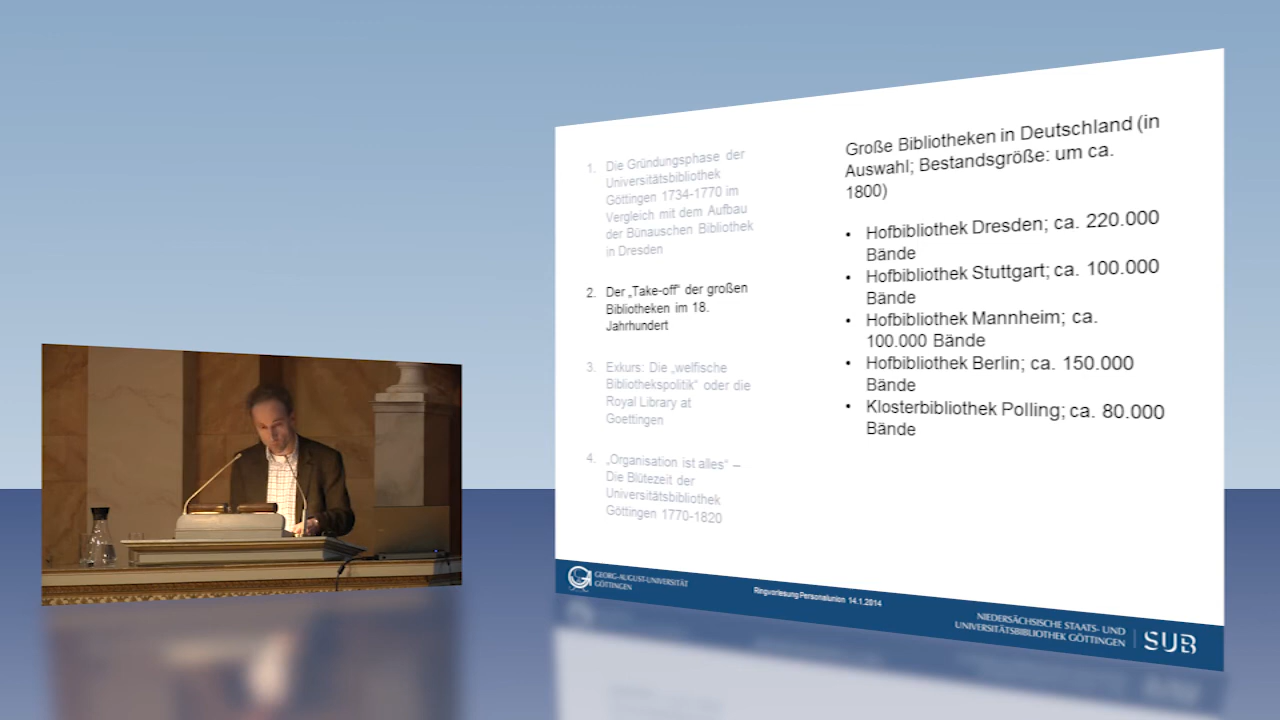 1. Die Gründungsphase der
Universitätsbibliothek
Göttingen 1734-1770 im
Vergleich mit dem Aufbau
der Bünauschen Bibliothek
in Dresden
2. Der „Take-off“ der großen
Bibliotheken im 18.
Jahrhundert
3. Exkurs: Die „welfische
Bibliothekspolitik“ oder die
Royal Library at
Goettingen
4. „Organisation ist alles“ –
Die Blütezeit der
Universitätsbibliothek
Göttingen 1770-1820
Große Bibliotheken in Deutschland (in
Auswahl; Bestandsgröße: um ca.
1800)
• Hofbibliothek Dresden; ca. 220.000
Bände
• Hofbibliothek Stuttgart; ca. 100.000
Bände
• Hofbibliothek Mannheim; ca.
100.000 Bände
• Hofbibliothek Berlin; ca. 150.000
Bände
• Klosterbibliothek Polling; ca. 80.000
Bände
GEORG-AUGUST-UNIVERSITÄT
GÖTTINGEN
Ringvorlesung Personalunion 14.1.2014
NIEDERSÄCHSISCHE STAATS- UND
UNIVERSITÄTSBIBLIOTHEK GÖTTINGEN
SUB